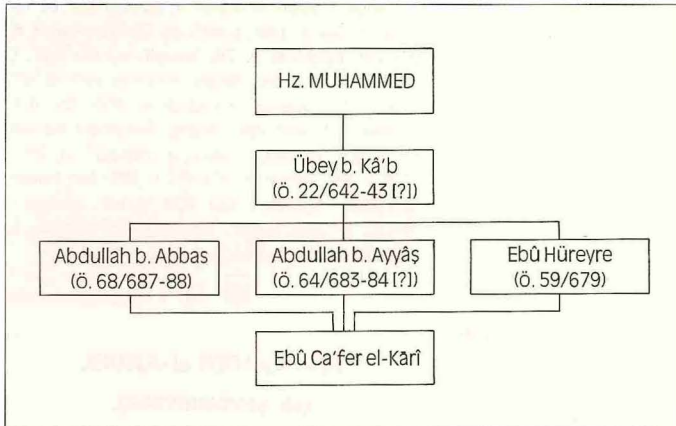 Hz. MUHAMMED
Übey b. Kâ'b
(ö. 22/642-43 [?])
Abdullah b. Abbas
(ö. 68/687-88)
Abdullah b. Ayyâş
(ö. 64/683-84 [?])
Ebû Hüreyre
(ö. 59/679)
Ebû Ca'fer el-Kārî